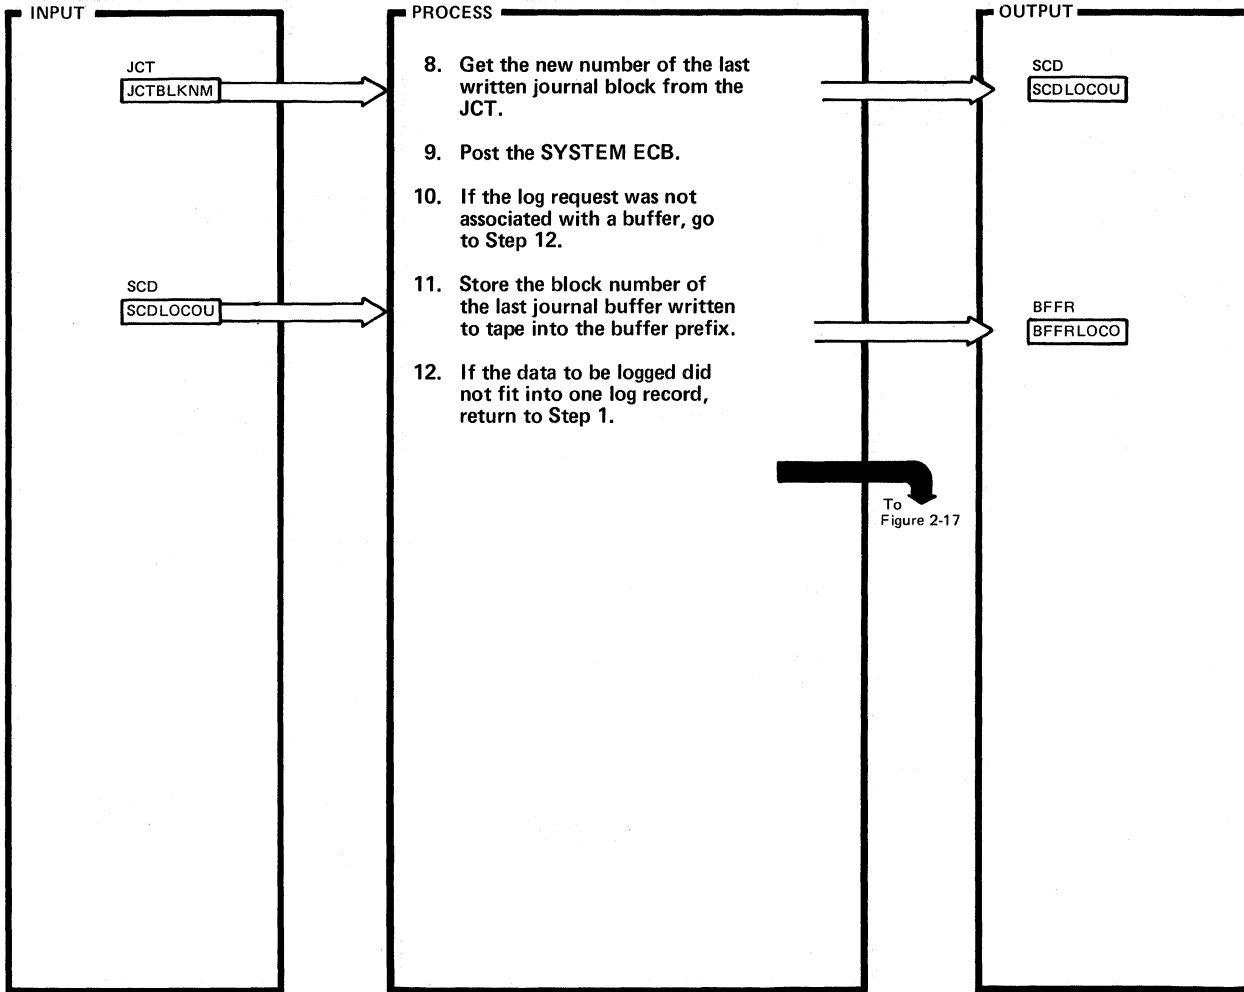 INPUT
PROCESS
OUTPUT
JCT
JCTBLKNM
8. Get the new number of the last
written journal block from the
JCT.
SCD
SCDLOCOU
9. Post the SYSTEM ECB.
10. If the log request was not
associated with a buffer, go
to Step 12.
SCD
SCDLOCOU
11. Store the block number of
the last journal buffer written
to tape into the buffer prefix.
BFFR
BFFRLOCO
12. If the data to be logged did
not fit into one log record,
return to Step 1.
To
Figure 2-17